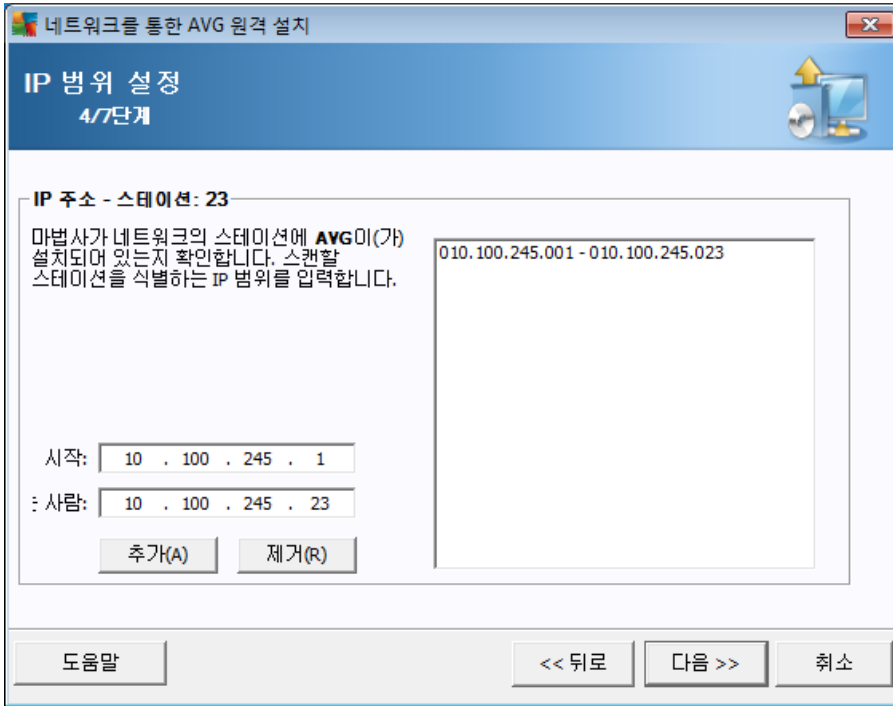 네트워크를 통한 AVG 원격 설치
IP 범위 설정
4/7단계
IP 주소 - 스테이션: 23
마법사가 네트워크의 스테이션에 AVG이(가)
설치되어 있는지 확인합니다. 스캔할
스테이션을 식별하는 IP 범위를 입력합니다.
010.100.245.001 - 010.100.245.023
시작: 10 . 100 . 245 . 1
사람: 10 . 100 . 245 . 23
추가(A) 제거(R)
도움말 << 뒤로 다음 >> 취소